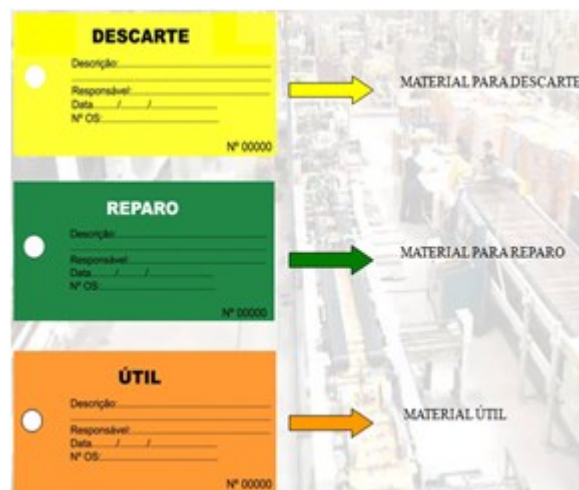 DESCARTE
Descrição:
Responsável:
Data / /
Nº OS:
Nº 00000
MATERIAL PARA DESCARTE
REPARO
Descrição:
Responsável:
Data / /
Nº OS:
Nº 00000
MATERIAL PARA REPARO
ÚTIL
Descrição:
Responsável:
Data / /
Nº OS:
Nº 00000
MATERIAL ÚTIL